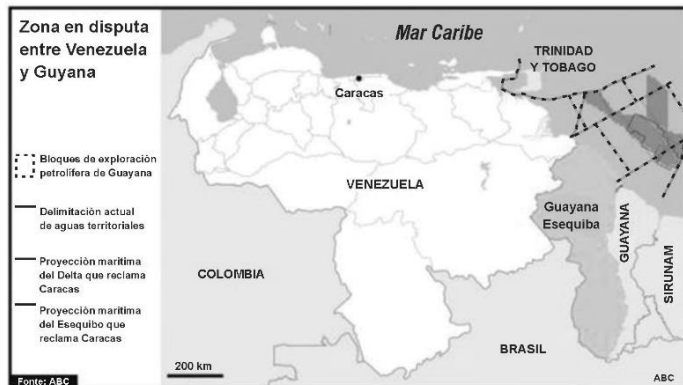 Zona en disputa
entre Venezuela
y Guyana
Bloques de exploración
petrolífera de Guayana
Delimitación actual
de aguas territoriales
Proyección marítima
del Delta que reclama
Caracas
Proyección marítima
del Esequibo que
reclama Caracas
Fonte: ABC
Mar Caribe
TRINIDAD
Y TOBAGO
Caracas
VENEZUELA
Guayana
Esequiba
GUAYANA
SIRUNAM
COLOMBIA
BRASIL
200 km
ABC